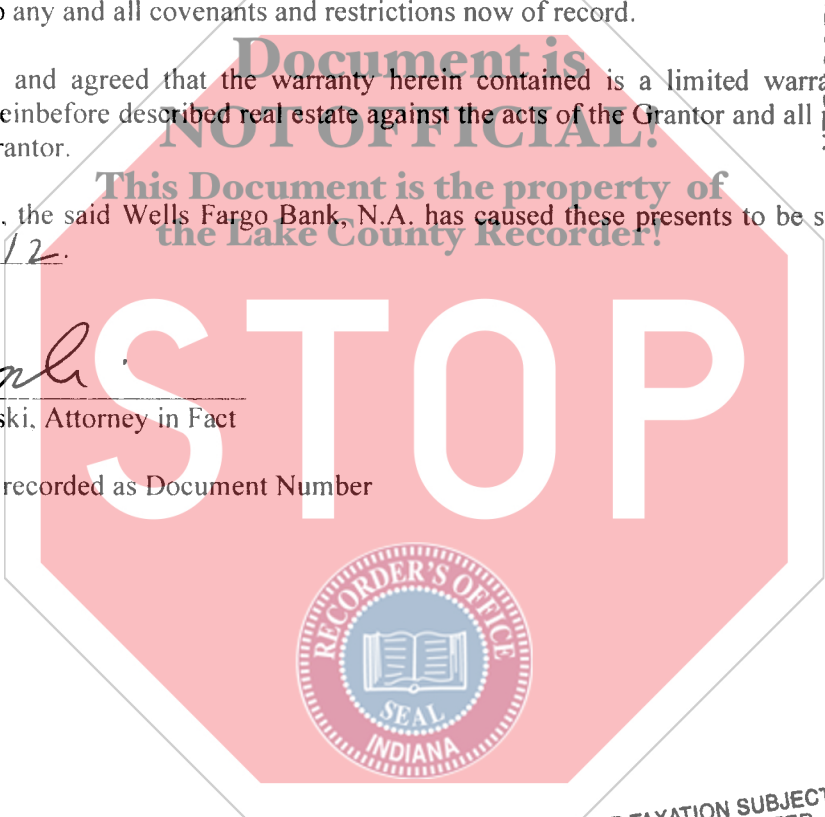 any and all covenants and restrictions now of record.
Document is
and agreed that the warranty herein contained is a limited
einbefore described real estate against the acts of the Grantor and all
NOT OFFICIAL!
rantor.
This Document is the property of
, the said Wells Fargo Bank, N.A. has caused these presents to be s
the Lake County Recorder!
12.
STOP
ski, Attorney in Fact
recorded as Document Number
RECORDER'S OFFICE
SEAL
INDIANA
TAXATION SUBJECT